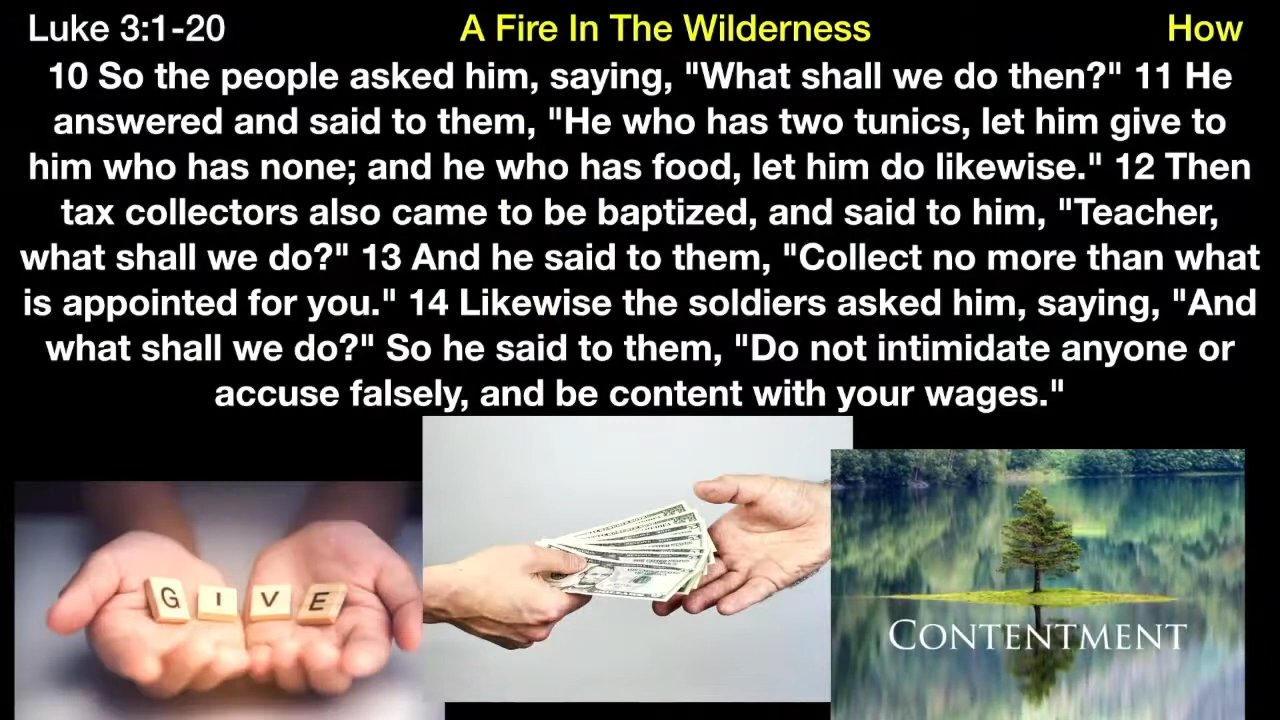 Luke 3:1-20 A Fire In The Wilderness How
10 So the people asked him, saying, "What shall we do then?" 11 He
answered and said to them, "He who has two tunics, let him give to
him who has none; and he who has food, let him do likewise." 12 Then
tax collectors also came to be baptized, and said to him, "Teacher,
what shall we do?" 13 And he said to them, "Collect no more than what
is appointed for you." 14 Likewise the soldiers asked him, saying, "And
what shall we do?" So he said to them, "Do not intimidate anyone or
accuse falsely, and be content with your wages."
GIVE
CONTENTMENT